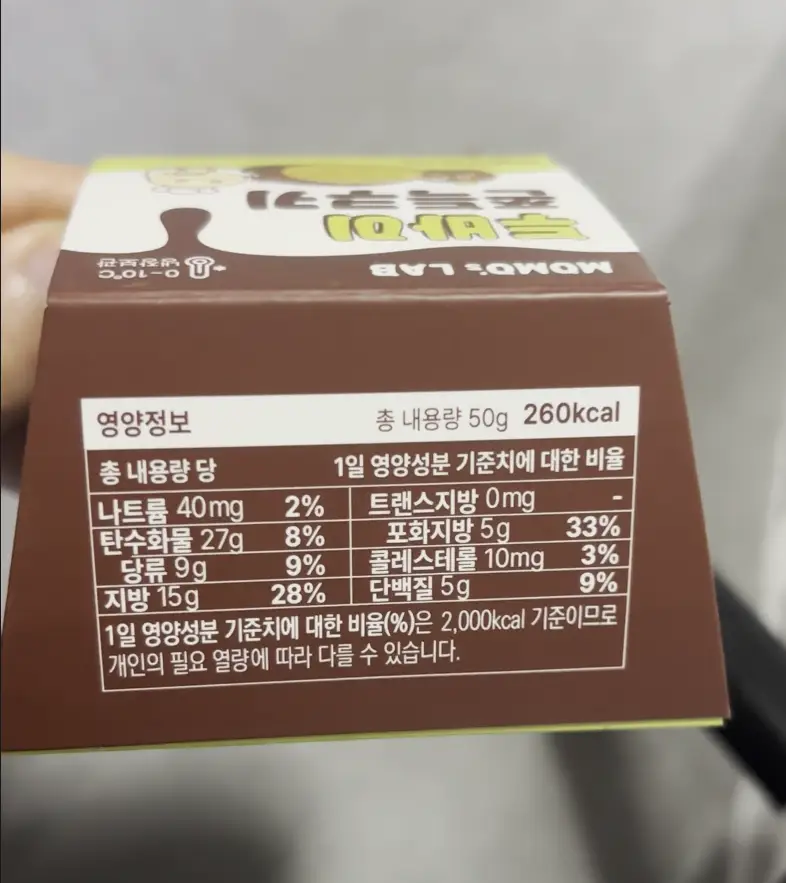 MOMO's LAB
두바이
쫀득쿠키
0~10℃
냉장보관
영양정보 총 내용량 50g 260kcal
총 내용량 당 1일 영양성분 기준치에 대한 비율
나트륨 40mg 2% 트랜스지방 0mg -
탄수화물 27g 8% 포화지방 5g 33%
당류 9g 9% 콜레스테롤 10mg 3%
지방 15g 28% 단백질 5g 9%
1일 영양성분 기준치에 대한 비율(%)은 2,000kcal 기준이므로
개인의 필요 열량에 따라 다를 수 있습니다.